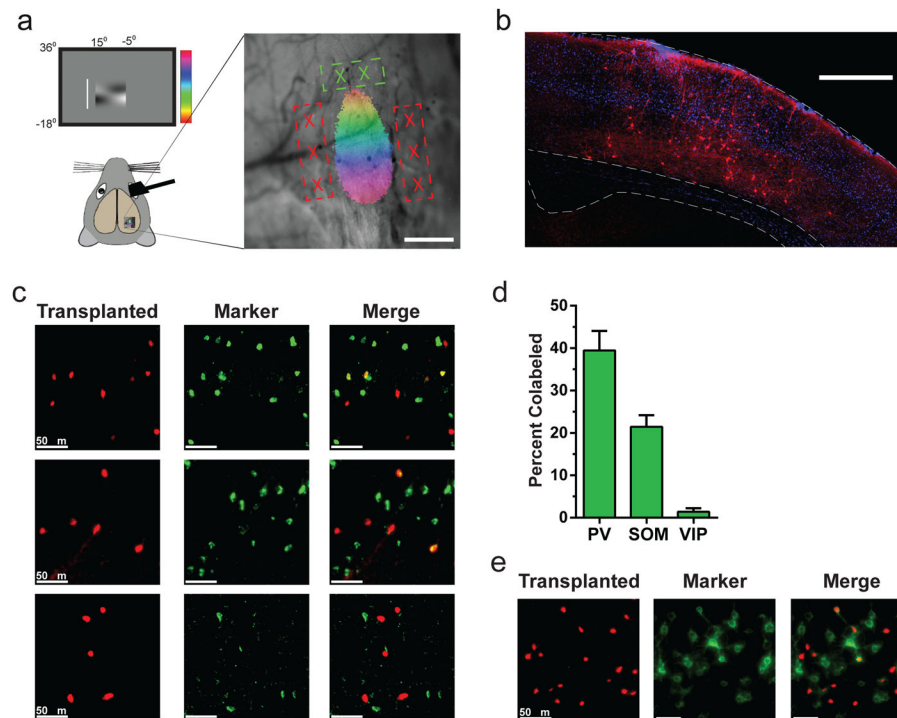 a
15° -5°
36°
-18°
X X
X X
X X
X X
b
c
Transplanted Marker Merge
50 m
50 m
50 m
d
Percent Colabeled
50
40
30
20
10
0
PV SOM VIP
e
Transplanted Marker Merge
50 m